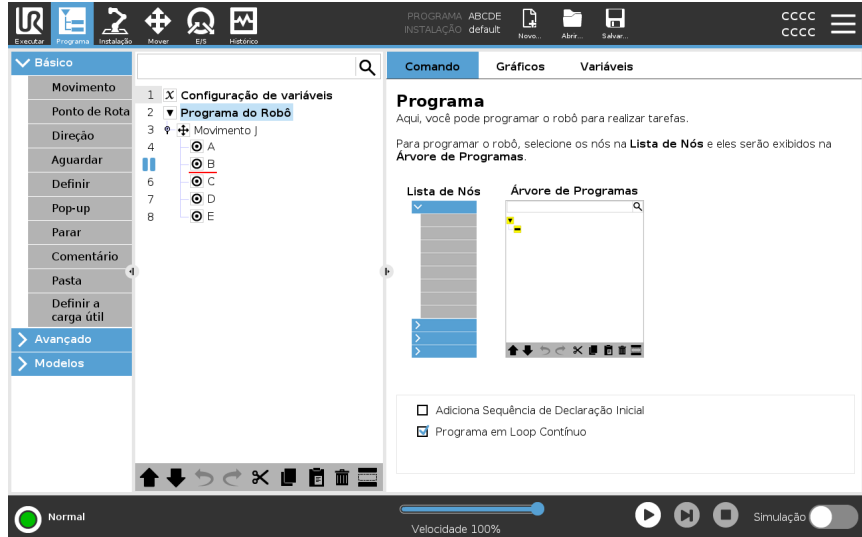 UR
Executar
Programa
Instalação
Mover
E/S
Histórico
PROGRAMA ABCDE
INSTALAÇÃO default
Novo...
Abrir...
Salvar...
CCCC
CCCC
Básico
Movimento
Ponto de Rota
Direção
Aguardar
Definir
Pop-up
Parar
Comentário
Pasta
Definir a
carga útil
Avançado
Modelos
1 X Configuração de variáveis
2 Programa do Robô
3 Movimento J
4 A
B
6 C
7 D
8 E
Comando Gráficos Variáveis
Programa
Aqui, você pode programar o robô para realizar tarefas.
Para programar o robô, selecione os nós na Lista de Nós e eles serão exibidos na
Árvore de Programas.
Lista de Nós Árvore de Programas
Adiciona Sequência de Declaração Inicial
Programa em Loop Contínuo
Normal
Velocidade 100%
Simulação